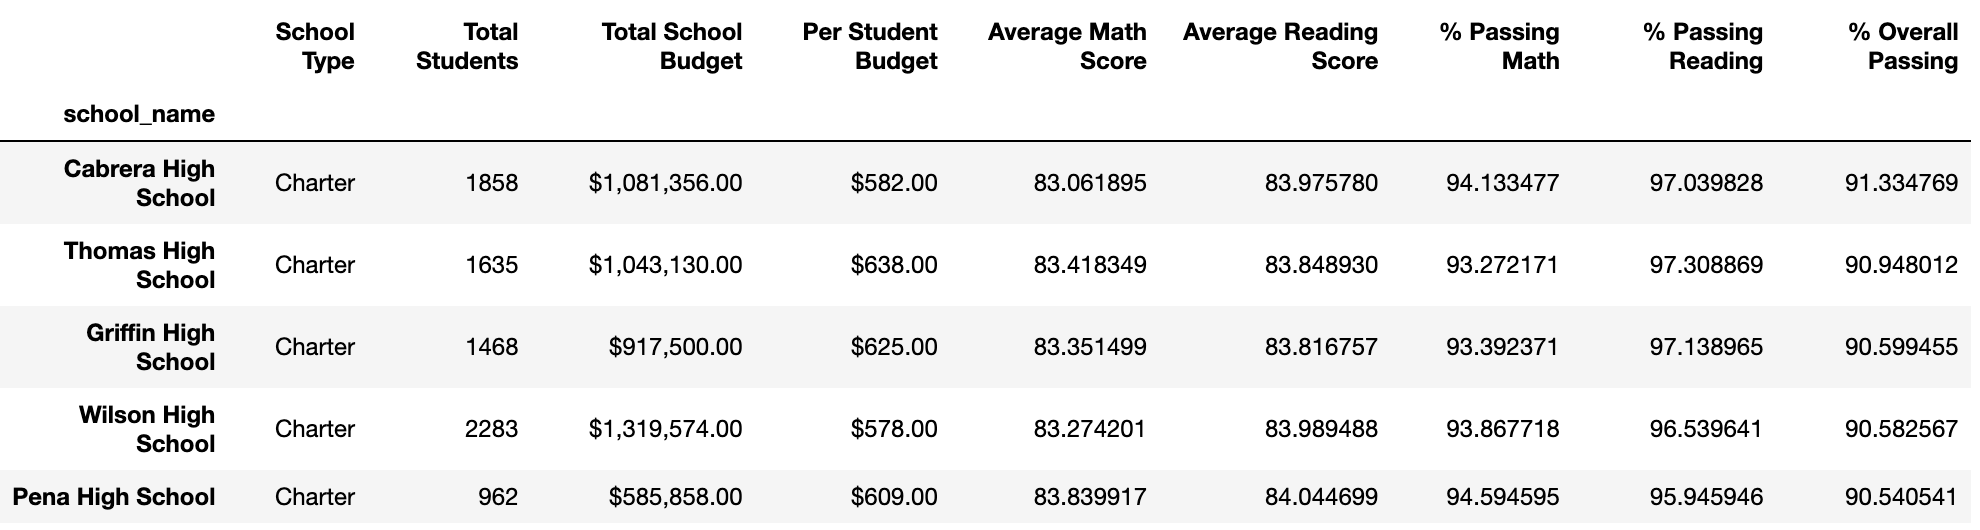 School Total Total School Per Student Average Math Average Reading % Passing % Passing % Overall
Type Students Budget Budget Score Score Math Reading Passing
school_name
Cabrera High
School Charter 1858 $1,081,356.00 $582.00 83.061895 83.975780 94.133477 97.039828 91.334769
Thomas High
School Charter 1635 $1,043,130.00 $638.00 83.418349 83.848930 93.272171 97.308869 90.948012
Griffin High
School Charter 1468 $917,500.00 $625.00 83.351499 83.816757 93.392371 97.138965 90.599455
Wilson High
School Charter 2283 $1,319,574.00 $578.00 83.274201 83.989488 93.867718 96.539641 90.582567
Pena High School Charter 962 $585,858.00 $609.00 83.839917 84.044699 94.594595 95.945946 90.540541